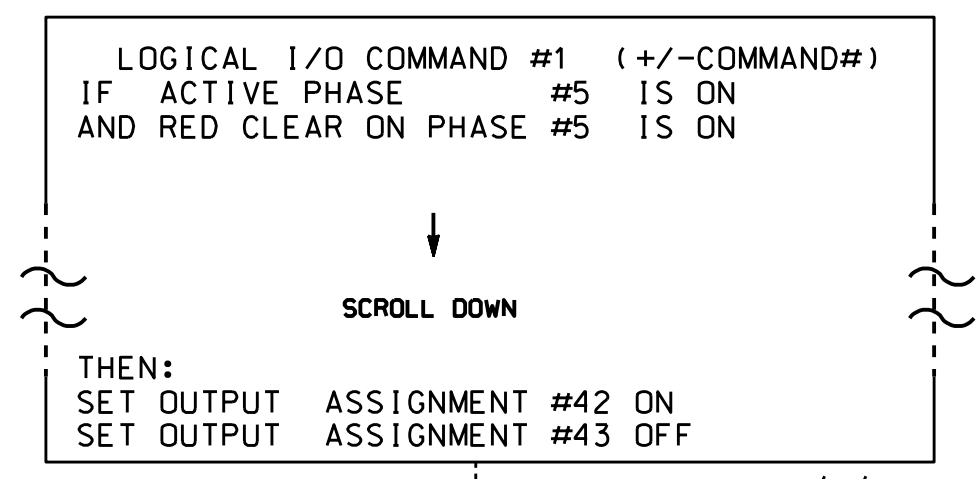 LOGICAL I/O COMMAND #1 (+/-COMMAND#)
IF ACTIVE PHASE #5 IS ON
AND RED CLEAR ON PHASE #5 IS ON
SCROLL DOWN
THEN:
SET OUTPUT ASSIGNMENT #42 ON
SET OUTPUT ASSIGNMENT #43 OFF